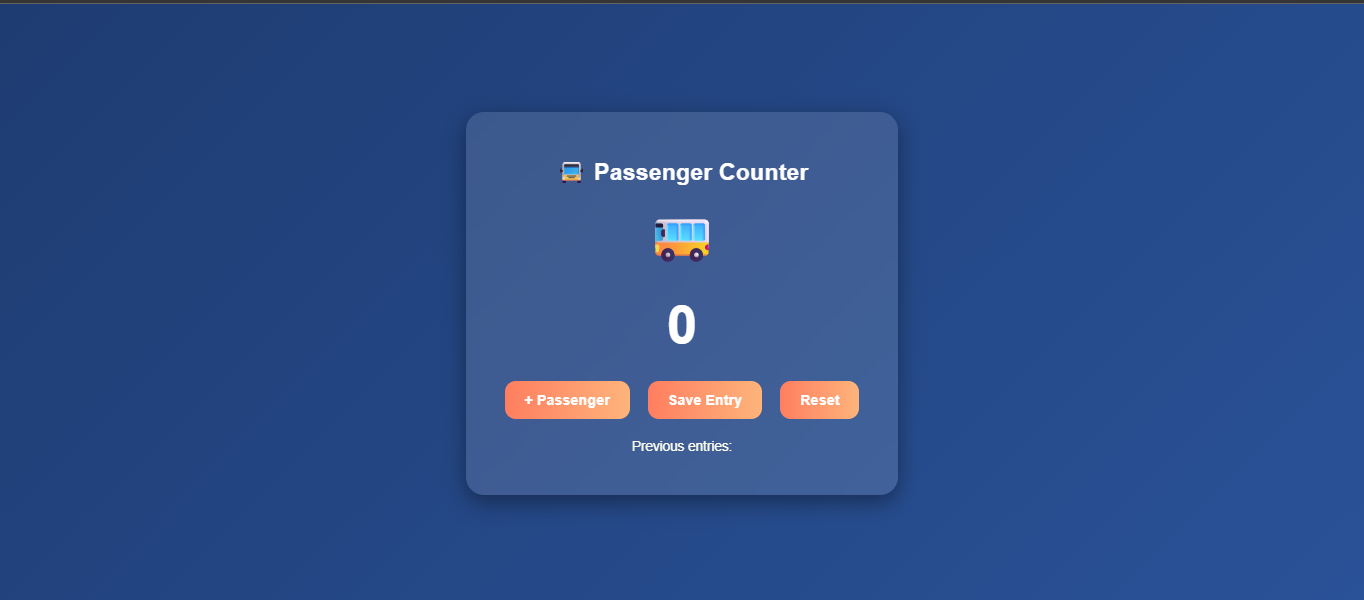 Passenger Counter
0
+ Passenger Save Entry Reset
Previous entries: